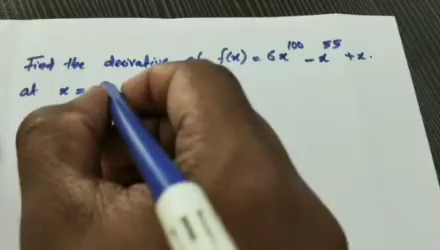 Find the derivative of f(x) = 6x^100 - x^55 + x.
at x =